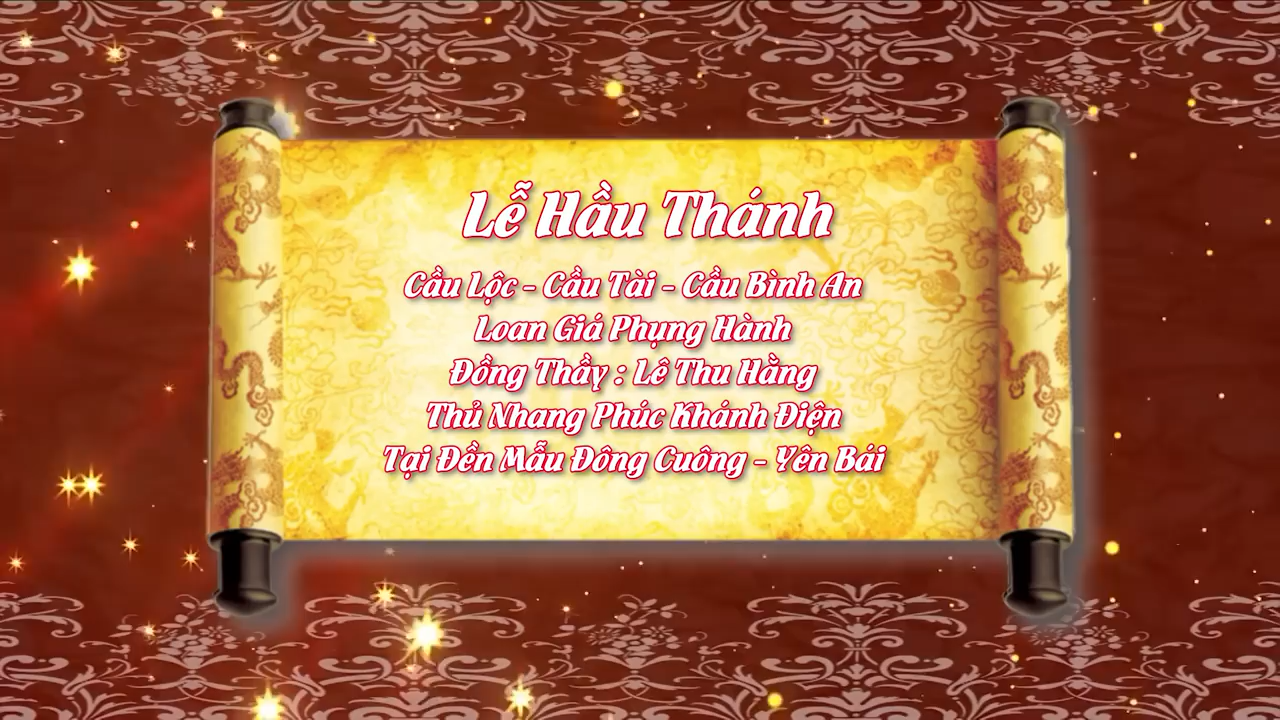 Lễ Hầu Thánh
Cầu Lộc - Cầu Tài - Cầu Bình An
Loan Giá Phụng Hành
Đồng Thầy : Lê Thu Hằng
Thủ Nhang Phúc Khánh Điện
Tại Đền Mẫu Đông Cuông - Yên Bái